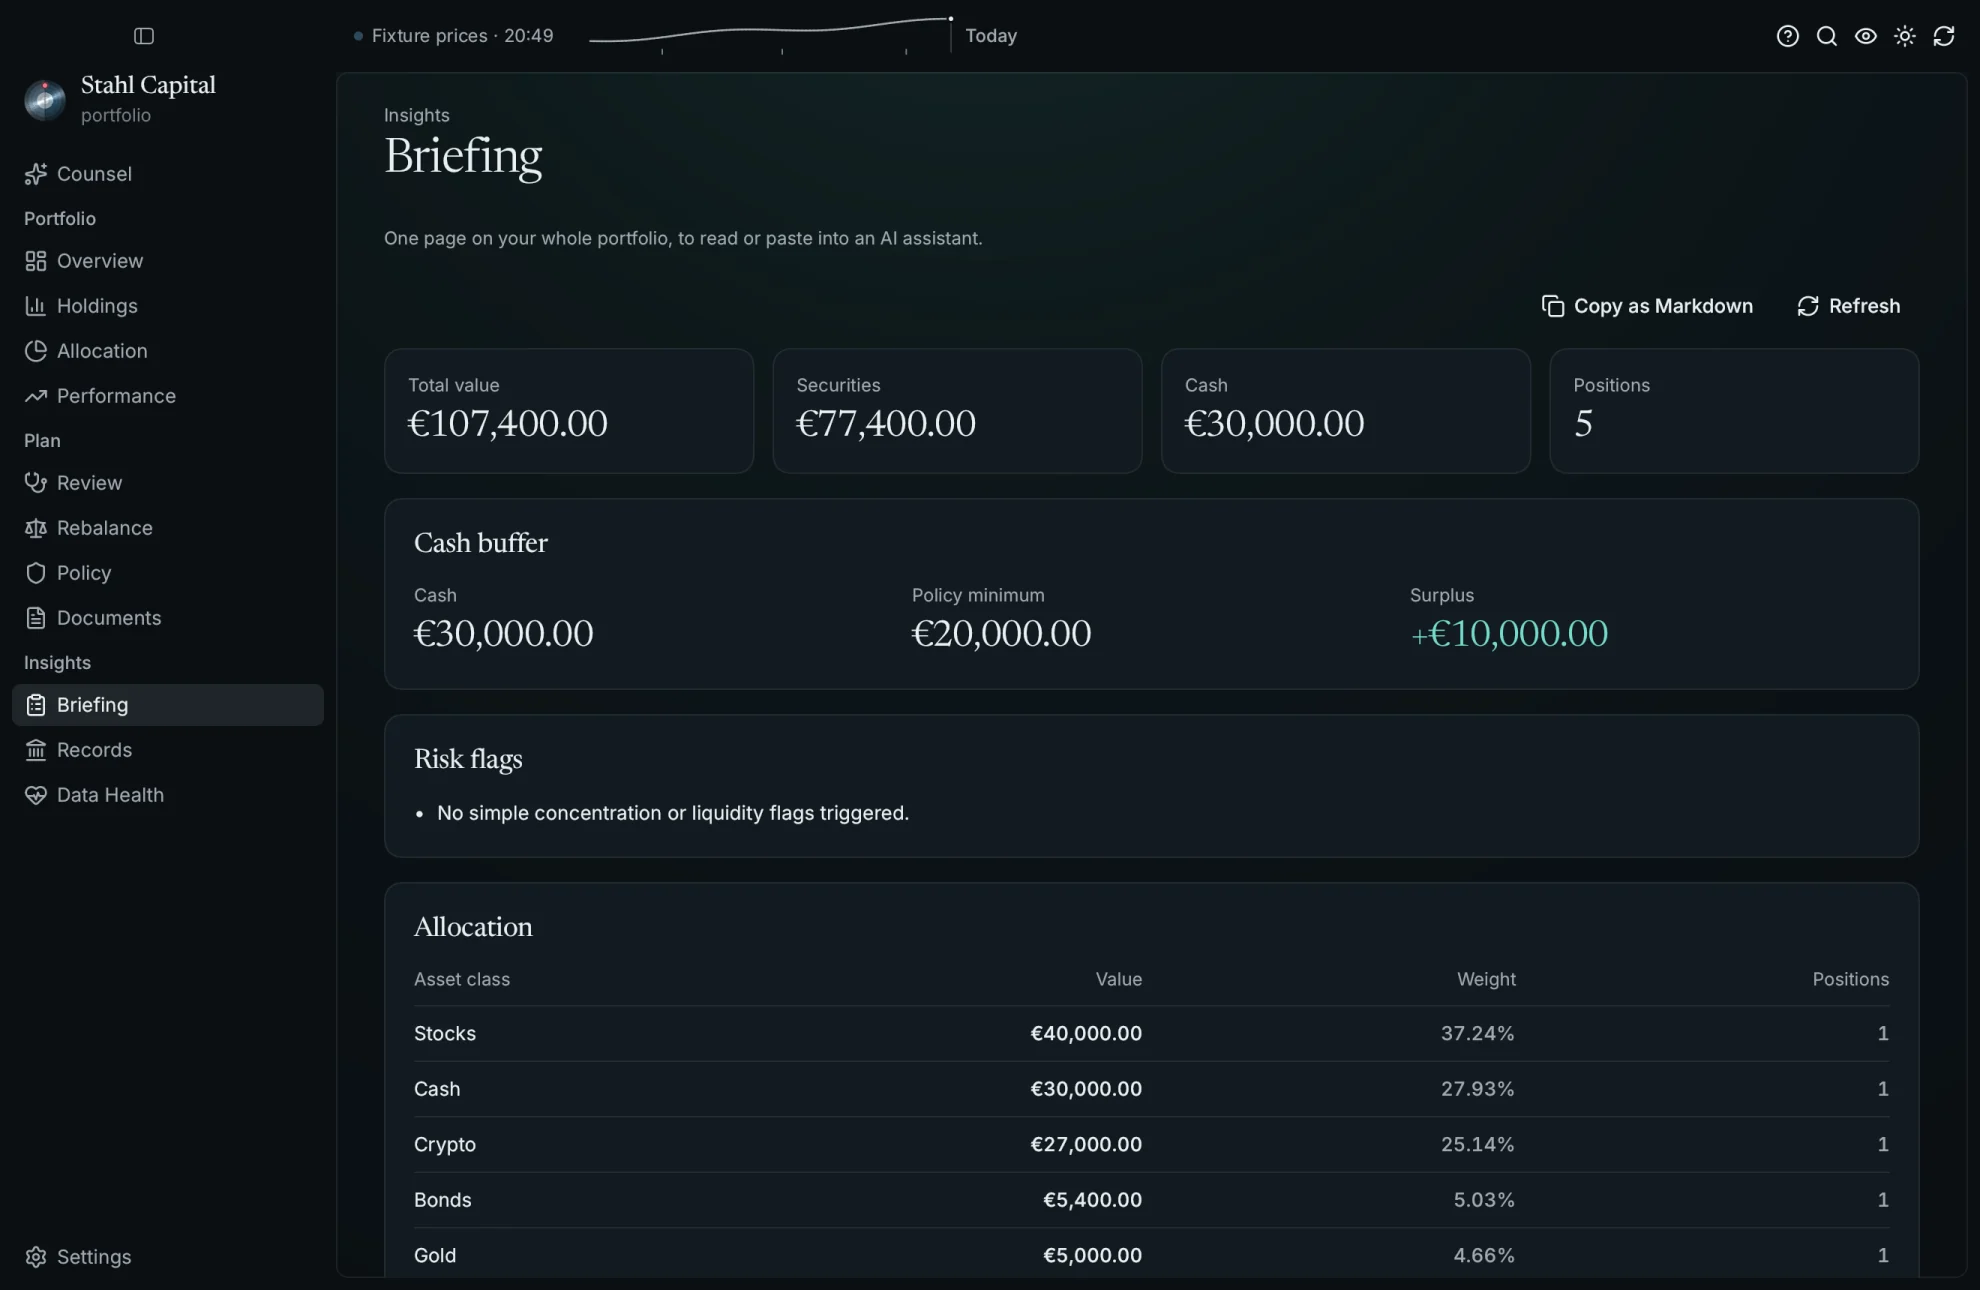 Fixture prices · 20:49
Today
Stahl Capital
portfolio
Counsel
Portfolio
Overview
Holdings
Allocation
Performance
Plan
Review
Rebalance
Policy
Documents
Insights
Briefing
Records
Data Health
Settings
Insights
Briefing
One page on your whole portfolio, to read or paste into an AI assistant.
Copy as Markdown
Refresh
Total value
€107,400.00
Securities
€77,400.00
Cash
€30,000.00
Positions
5
Cash buffer
Cash
€30,000.00
Policy minimum
€20,000.00
Surplus
+€10,000.00
Risk flags
• No simple concentration or liquidity flags triggered.
Allocation
Asset class Value Weight Positions
Stocks €40,000.00 37.24% 1
Cash €30,000.00 27.93% 1
Crypto €27,000.00 25.14% 1
Bonds €5,400.00 5.03% 1
Gold €5,000.00 4.66% 1